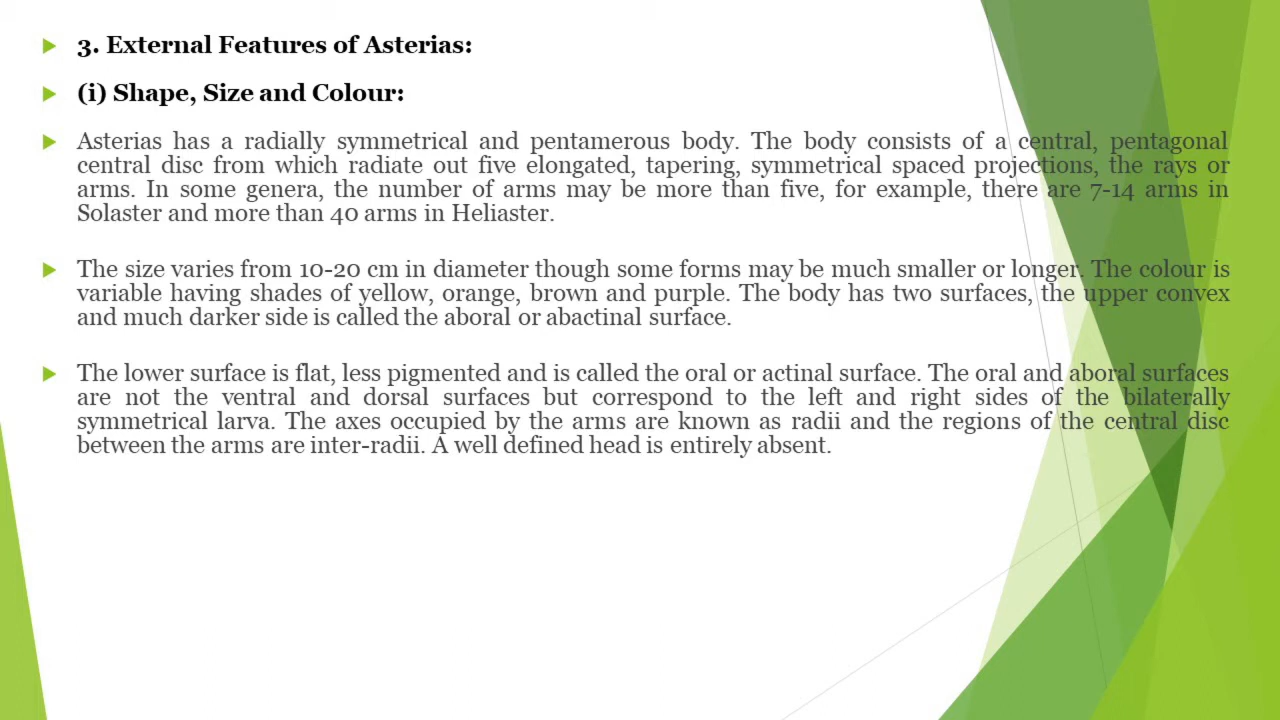 3. External Features of Asterias:
(i) Shape, Size and Colour:
Asterias has a radially symmetrical and pentamerous body. The body consists of a central, pentagonal
central disc from which radiate out five elongated, tapering, symmetrical spaced projections, the rays or
arms. In some genera, the number of arms may be more than five, for example, there are 7-14 arms in
Solaster and more than 40 arms in Heliaster.
The size varies from 10-20 cm in diameter though some forms may be much smaller or longer. The colour is
variable having shades of yellow, orange, brown and purple. The body has two surfaces, the upper convex
and much darker side is called the aboral or abactinal surface.
The lower surface is flat, less pigmented and is called the oral or actinal surface. The oral and aboral surfaces
are not the ventral and dorsal surfaces but correspond to the left and right sides of the bilaterally
symmetrical larva. The axes occupied by the arms are known as radii and the regions of the central disc
between the arms are inter-radii. A well defined head is entirely absent.